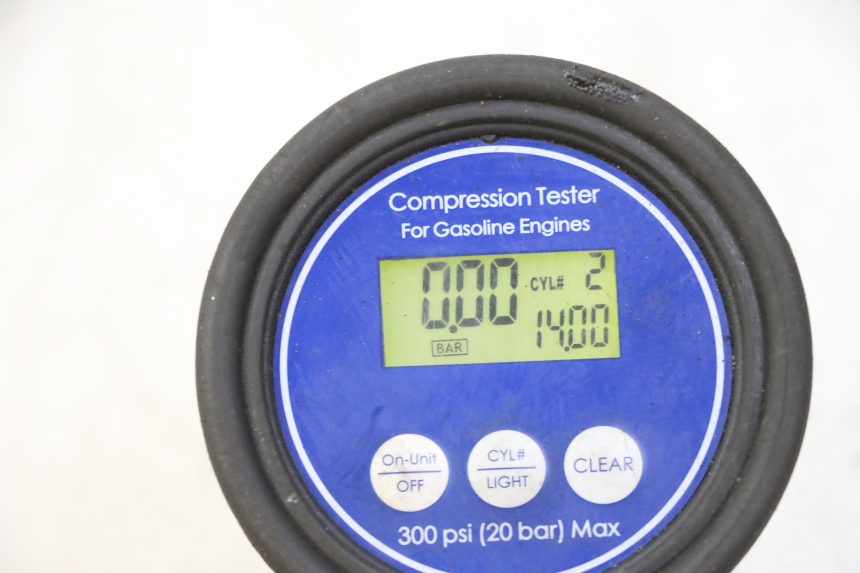 Compression Tester
For Gasoline Engines
0.00 CYL# 2
BAR 14.00
On-Unit CYL# CLEAR
OFF LIGHT
300 psi (20 bar) Max